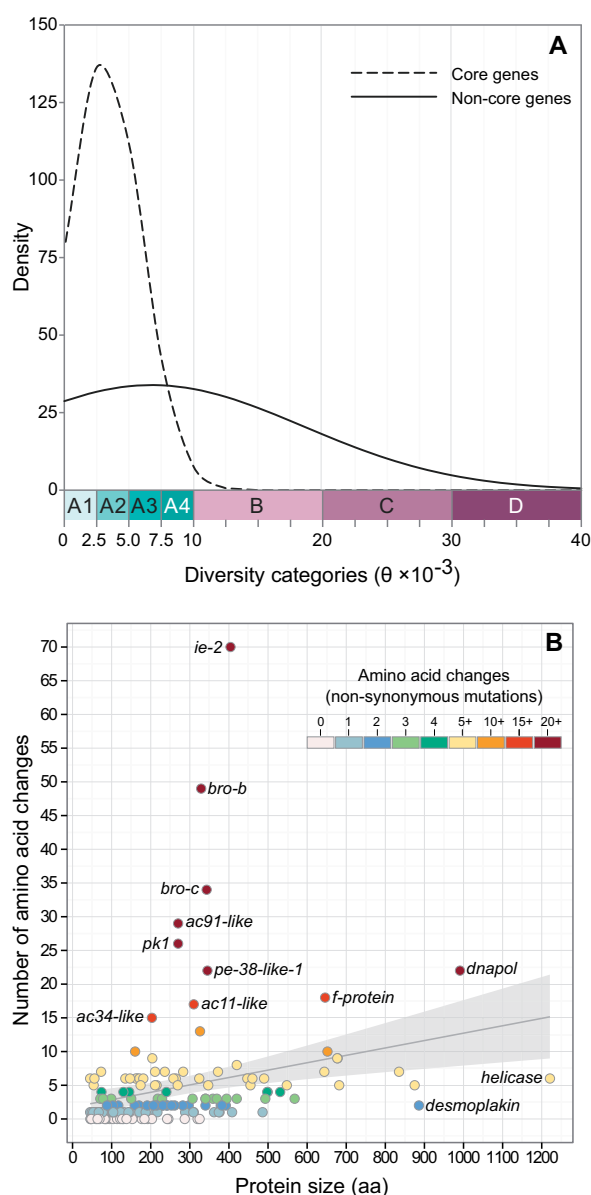 150
A
Core genes
Non-core genes
125
100
75
50
25
0
Density
A1 A2 A3 A4 B C D
0 2.5 5.0 7.5 10 20 30 40
Diversity categories (θ ×10-3)
B
70
65
60
55
50
45
40
35
30
25
20
15
10
5
0
Number of amino acid changes
Amino acid changes
(non-synonymous mutations)
0 1 2 3 4 5+ 10+ 15+ 20+
ie-2
bro-b
bro-c
ac91-like
pk1
pe-38-like-1
dnapol
f-protein
ac11-like
ac34-like
helicase
desmoplakin
0 100 200 300 400 500 600 700 800 900 1000 1100 1200
Protein size (aa)